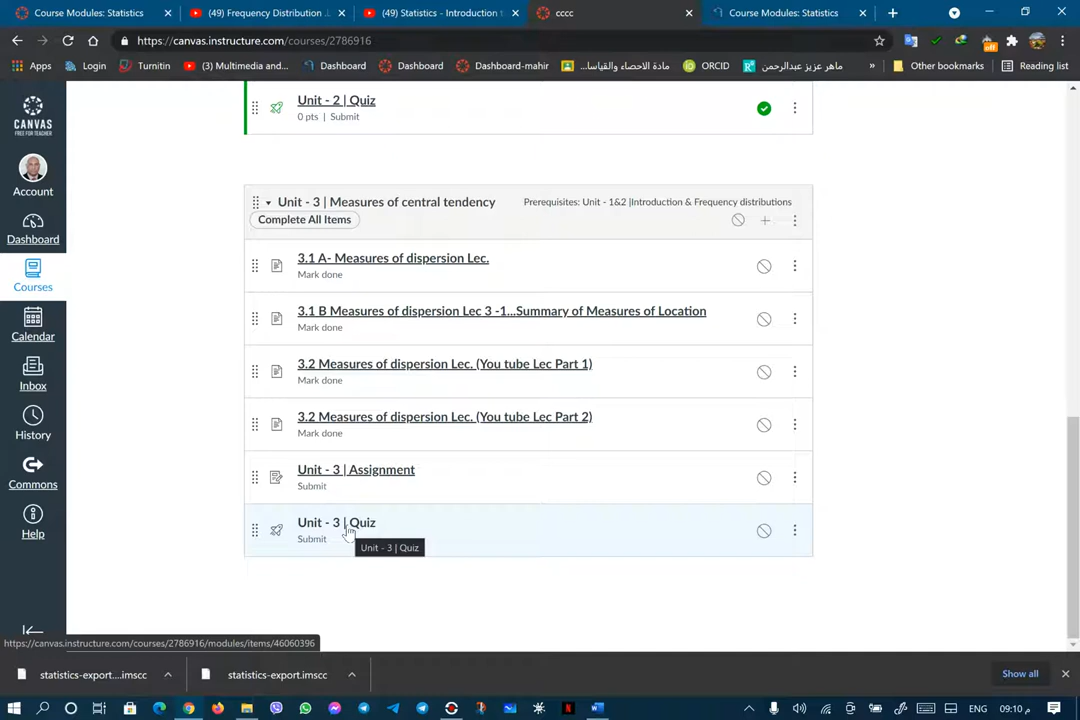 Course Modules: Statistics
(49) Frequency Distribution .
(49) Statistics - Introduction t
cccc
Course Modules: Statistics
https://canvas.instructure.com/courses/2786916
off
Apps
Login
Turnitin
(3) Multimedia and...
Dashboard
Dashboard
Dashboard-mahir
مادة الاحصاء والقياسا...
ORCID
ماهر عزيز عبدالرحمن
»
Other bookmarks
Reading list
CANVAS
FREE FOR TEACHER
Account
Dashboard
Courses
Calendar
Inbox
History
Commons
Help
Unit - 2 | Quiz
0 pts | Submit
Unit - 3 | Measures of central tendency
Prerequisites: Unit - 1&2 |Introduction & Frequency distributions
Complete All Items
3.1 A- Measures of dispersion Lec.
Mark done
3.1 B Measures of dispersion Lec 3 -1...Summary of Measures of Location
Mark done
3.2 Measures of dispersion Lec. (You tube Lec Part 1)
Mark done
3.2 Measures of dispersion Lec. (You tube Lec Part 2)
Mark done
Unit - 3 | Assignment
Submit
Unit - 3 | Quiz
Submit
Unit - 3 | Quiz
https://canvas.instructure.com/courses/2786916/modules/items/46060396
statistics-export....imscc
statistics-export.imscc
Show all
ENG
م 09:10